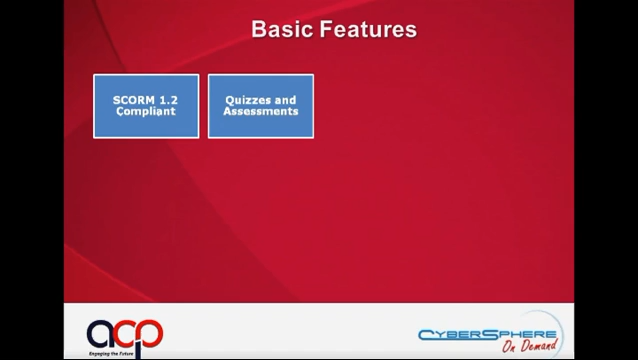 Basic Features
SCORM 1.2
Compliant
Quizzes and
Assessments
acp
Engaging the Future
CYBERSPHERE
On Demand